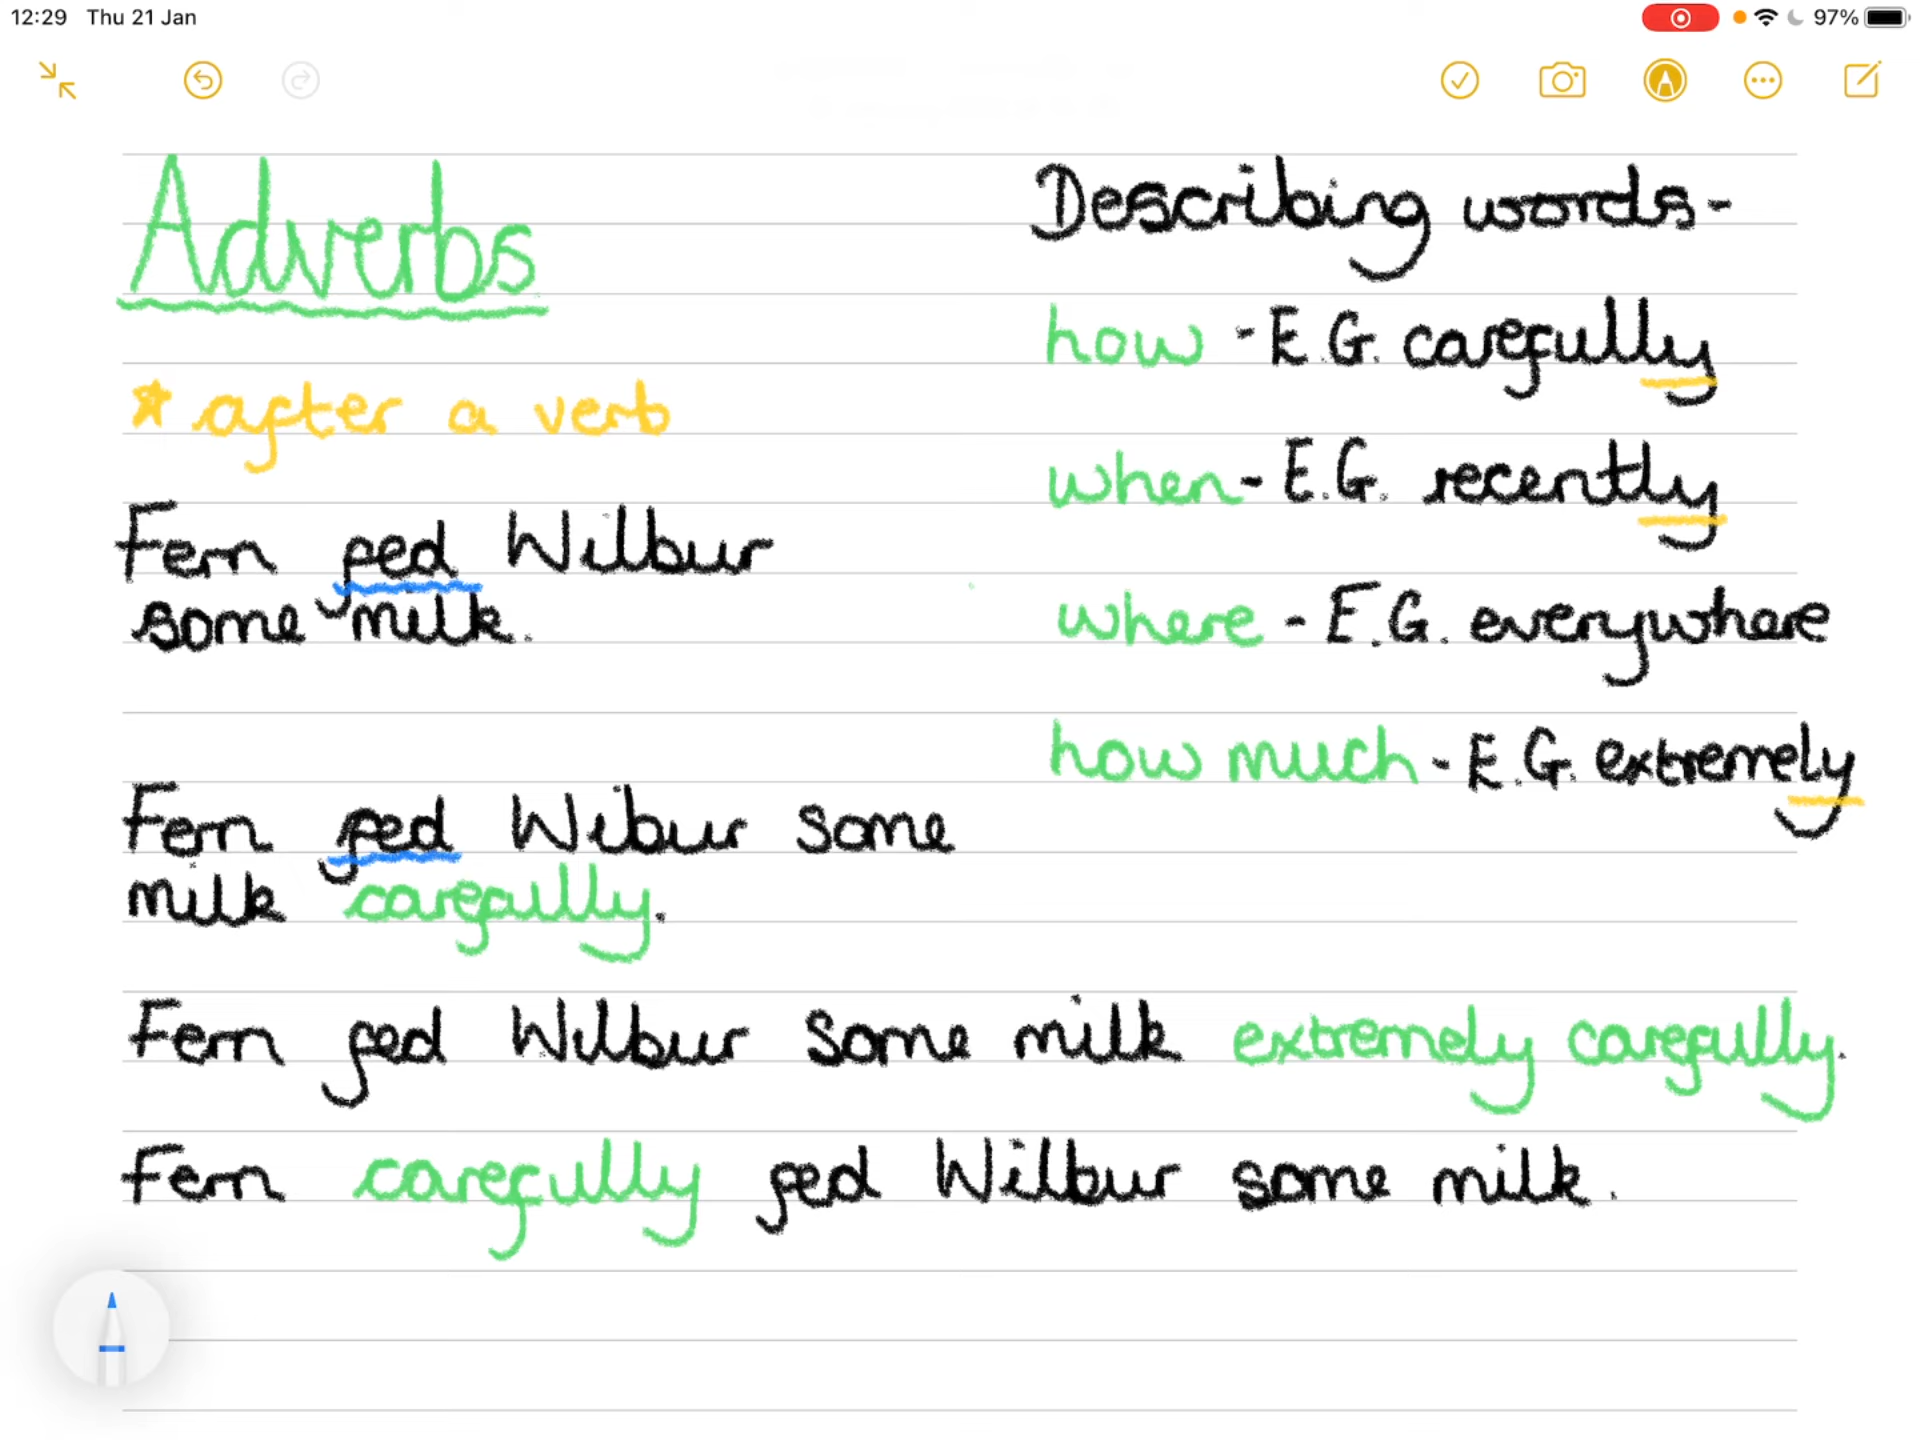 12:29 Thu 21 Jan
97%
Adverbs
* after a verb
Fern fed Wilbur
some milk.
Fern fed Wibur some
milk carefully.
Describing words-
how - E.G. carefully
when - E.G. recently
where - E.G. everywhere
how much - E.G. extremely
Fern fed Wilbur some milk extremely carefully.
Fern carefully fed Wilbur some milk.